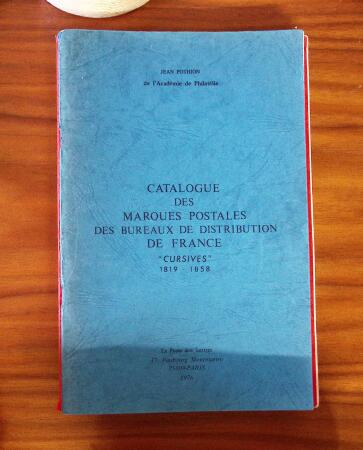 JEAN POTHION
de l'Académie de Philatélie
CATALOGUE
DES
MARQUES POSTALES
DES BUREAUX DE DISTRIBUTION
DE FRANCE
"CURSIVES"
1819 - 1858
La Poste aux Lettres
17, Faubourg Montmartre
75009-PARIS
1976